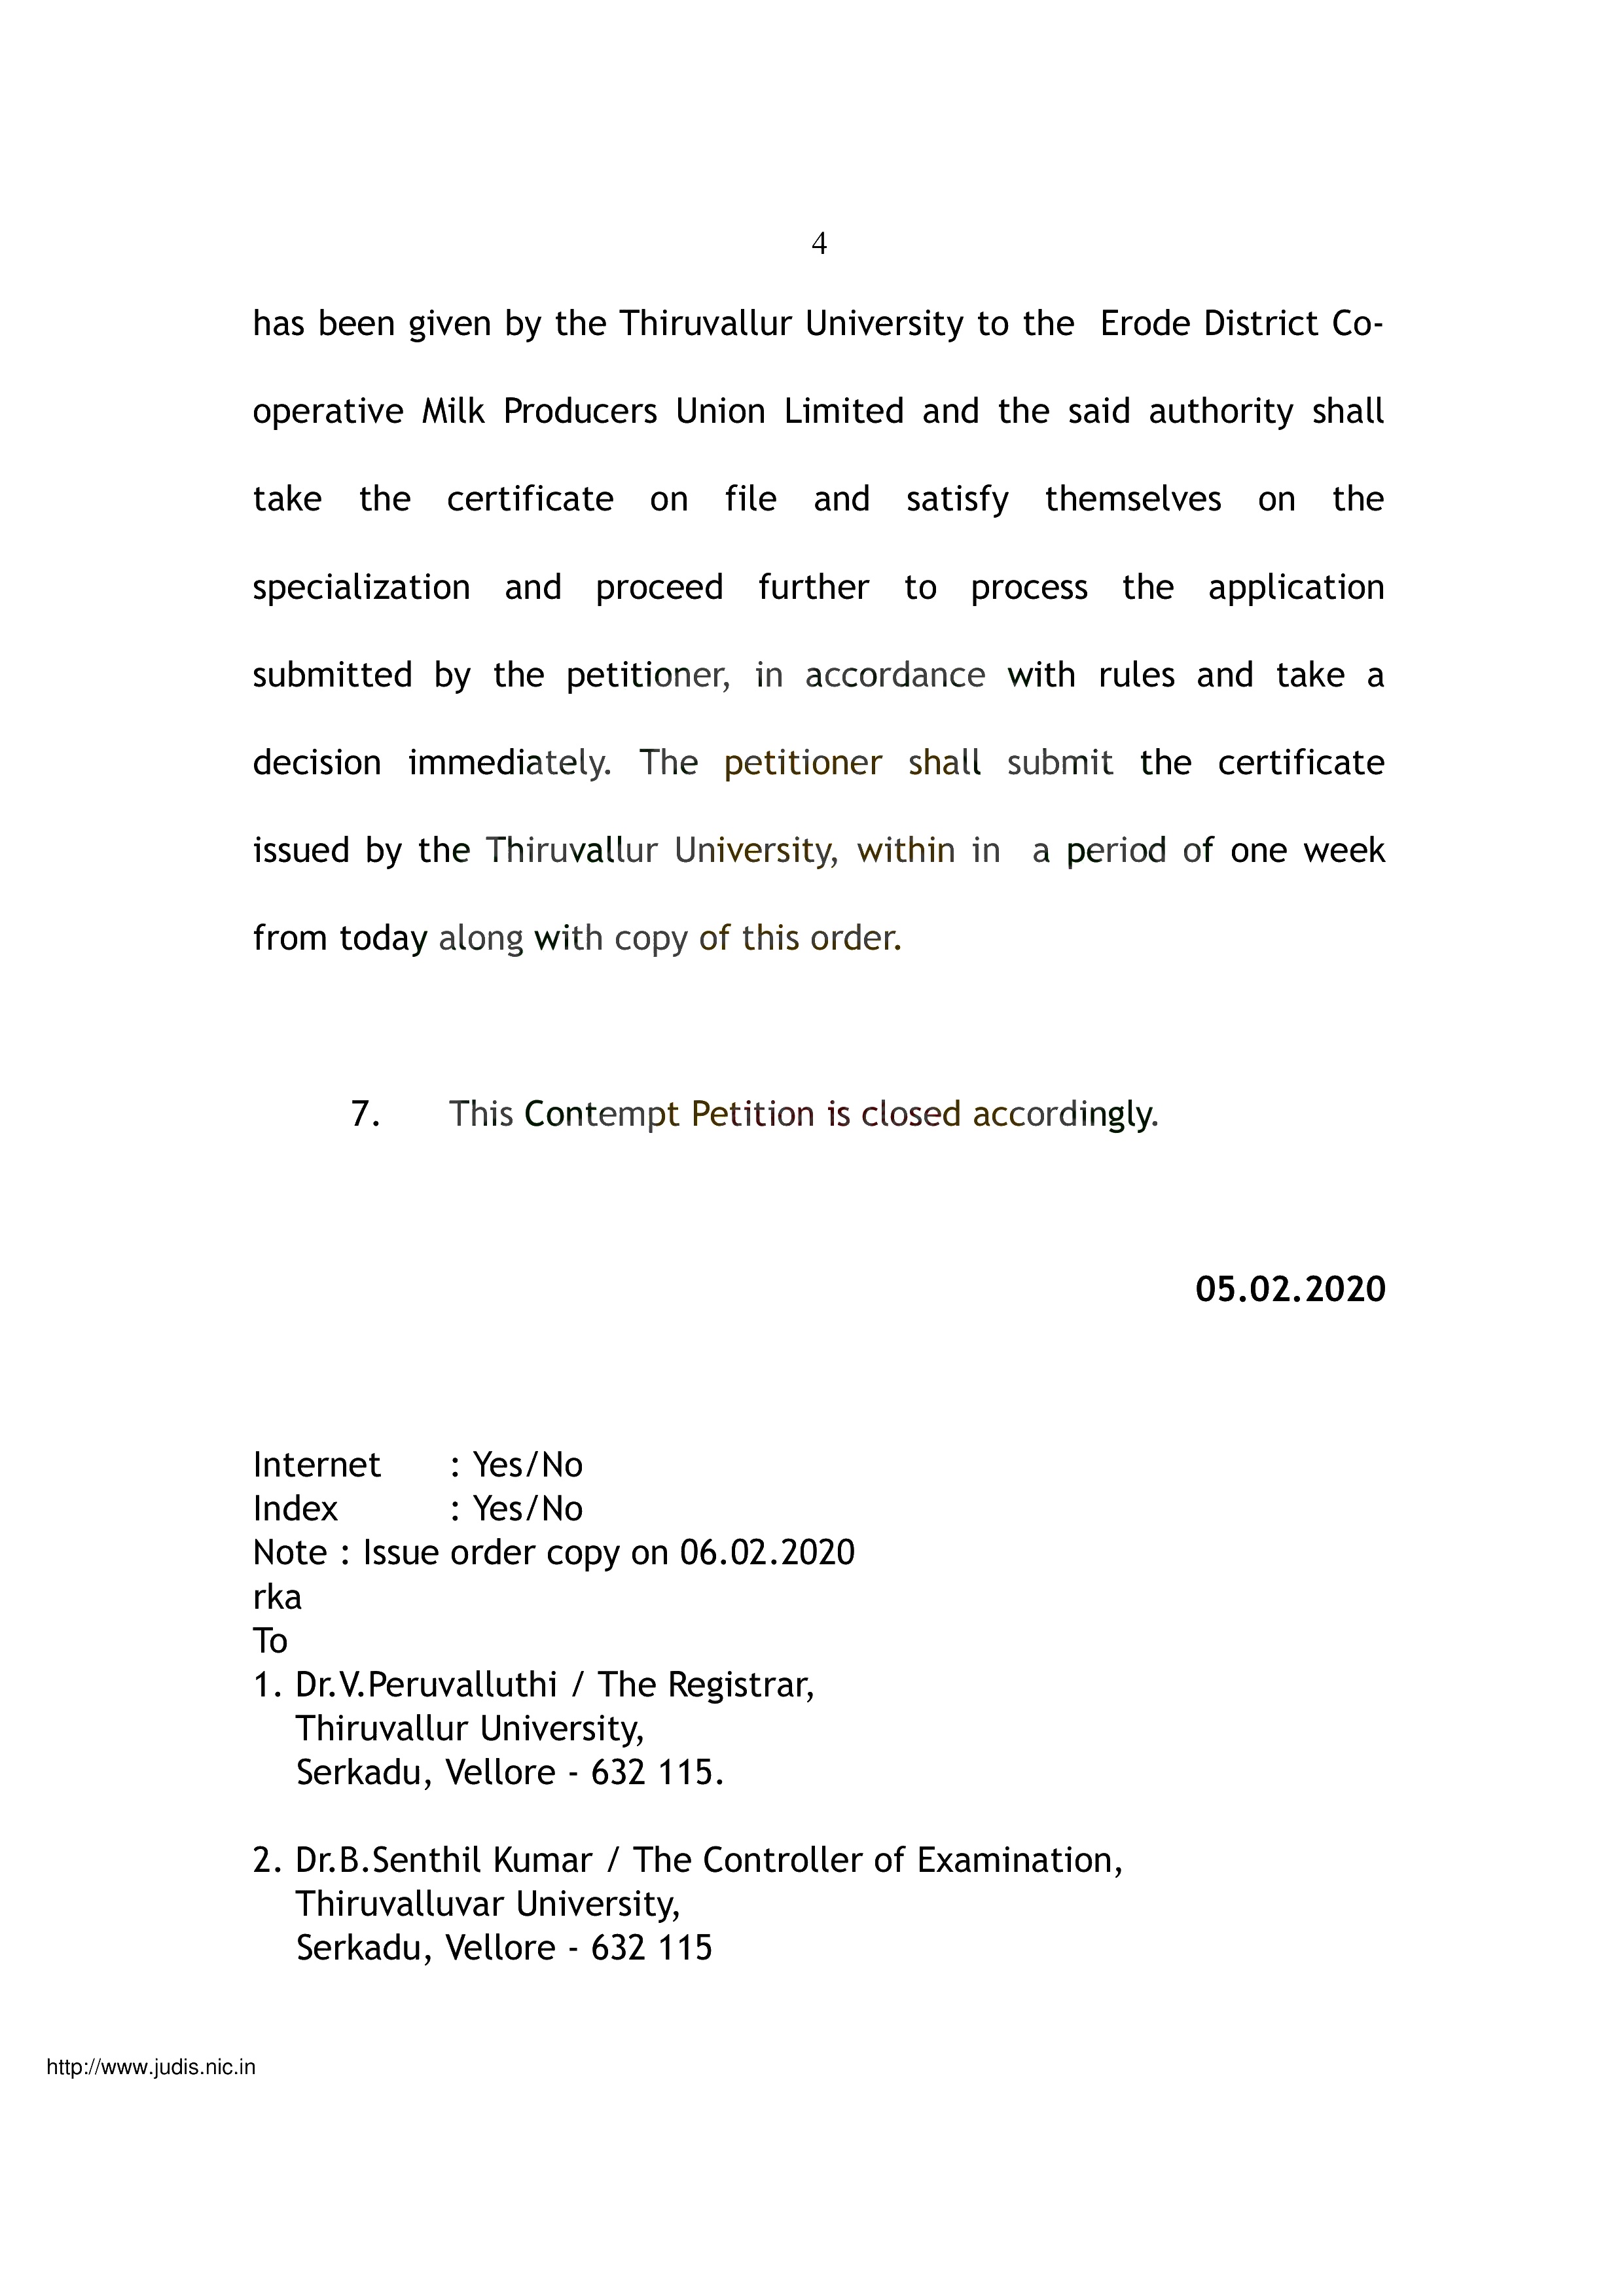 4
has been given by the Thiruvallur University to the Erode District Co-
operative Milk Producers Union Limited and the said authority shall
take the certificate on file and satisfy themselves on the
specialization and proceed further to process the application
submitted by the petitioner, in accordance with rules and take a
decision immediately. The petitioner shall submit the certificate
issued by the Thiruvallur University, within in a period of one week
from today along with copy of this order.
7. This Contempt Petition is closed accordingly.
05.02.2020
Internet : Yes/No
Index : Yes/No
Note : Issue order copy on 06.02.2020
rka
To
1. Dr.V.Peruvalluthi / The Registrar,
Thiruvallur University,
Serkadu, Vellore - 632 115.
2. Dr.B.Senthil Kumar / The Controller of Examination,
Thiruvalluvar University,
Serkadu, Vellore - 632 115
http://www.judis.nic.in